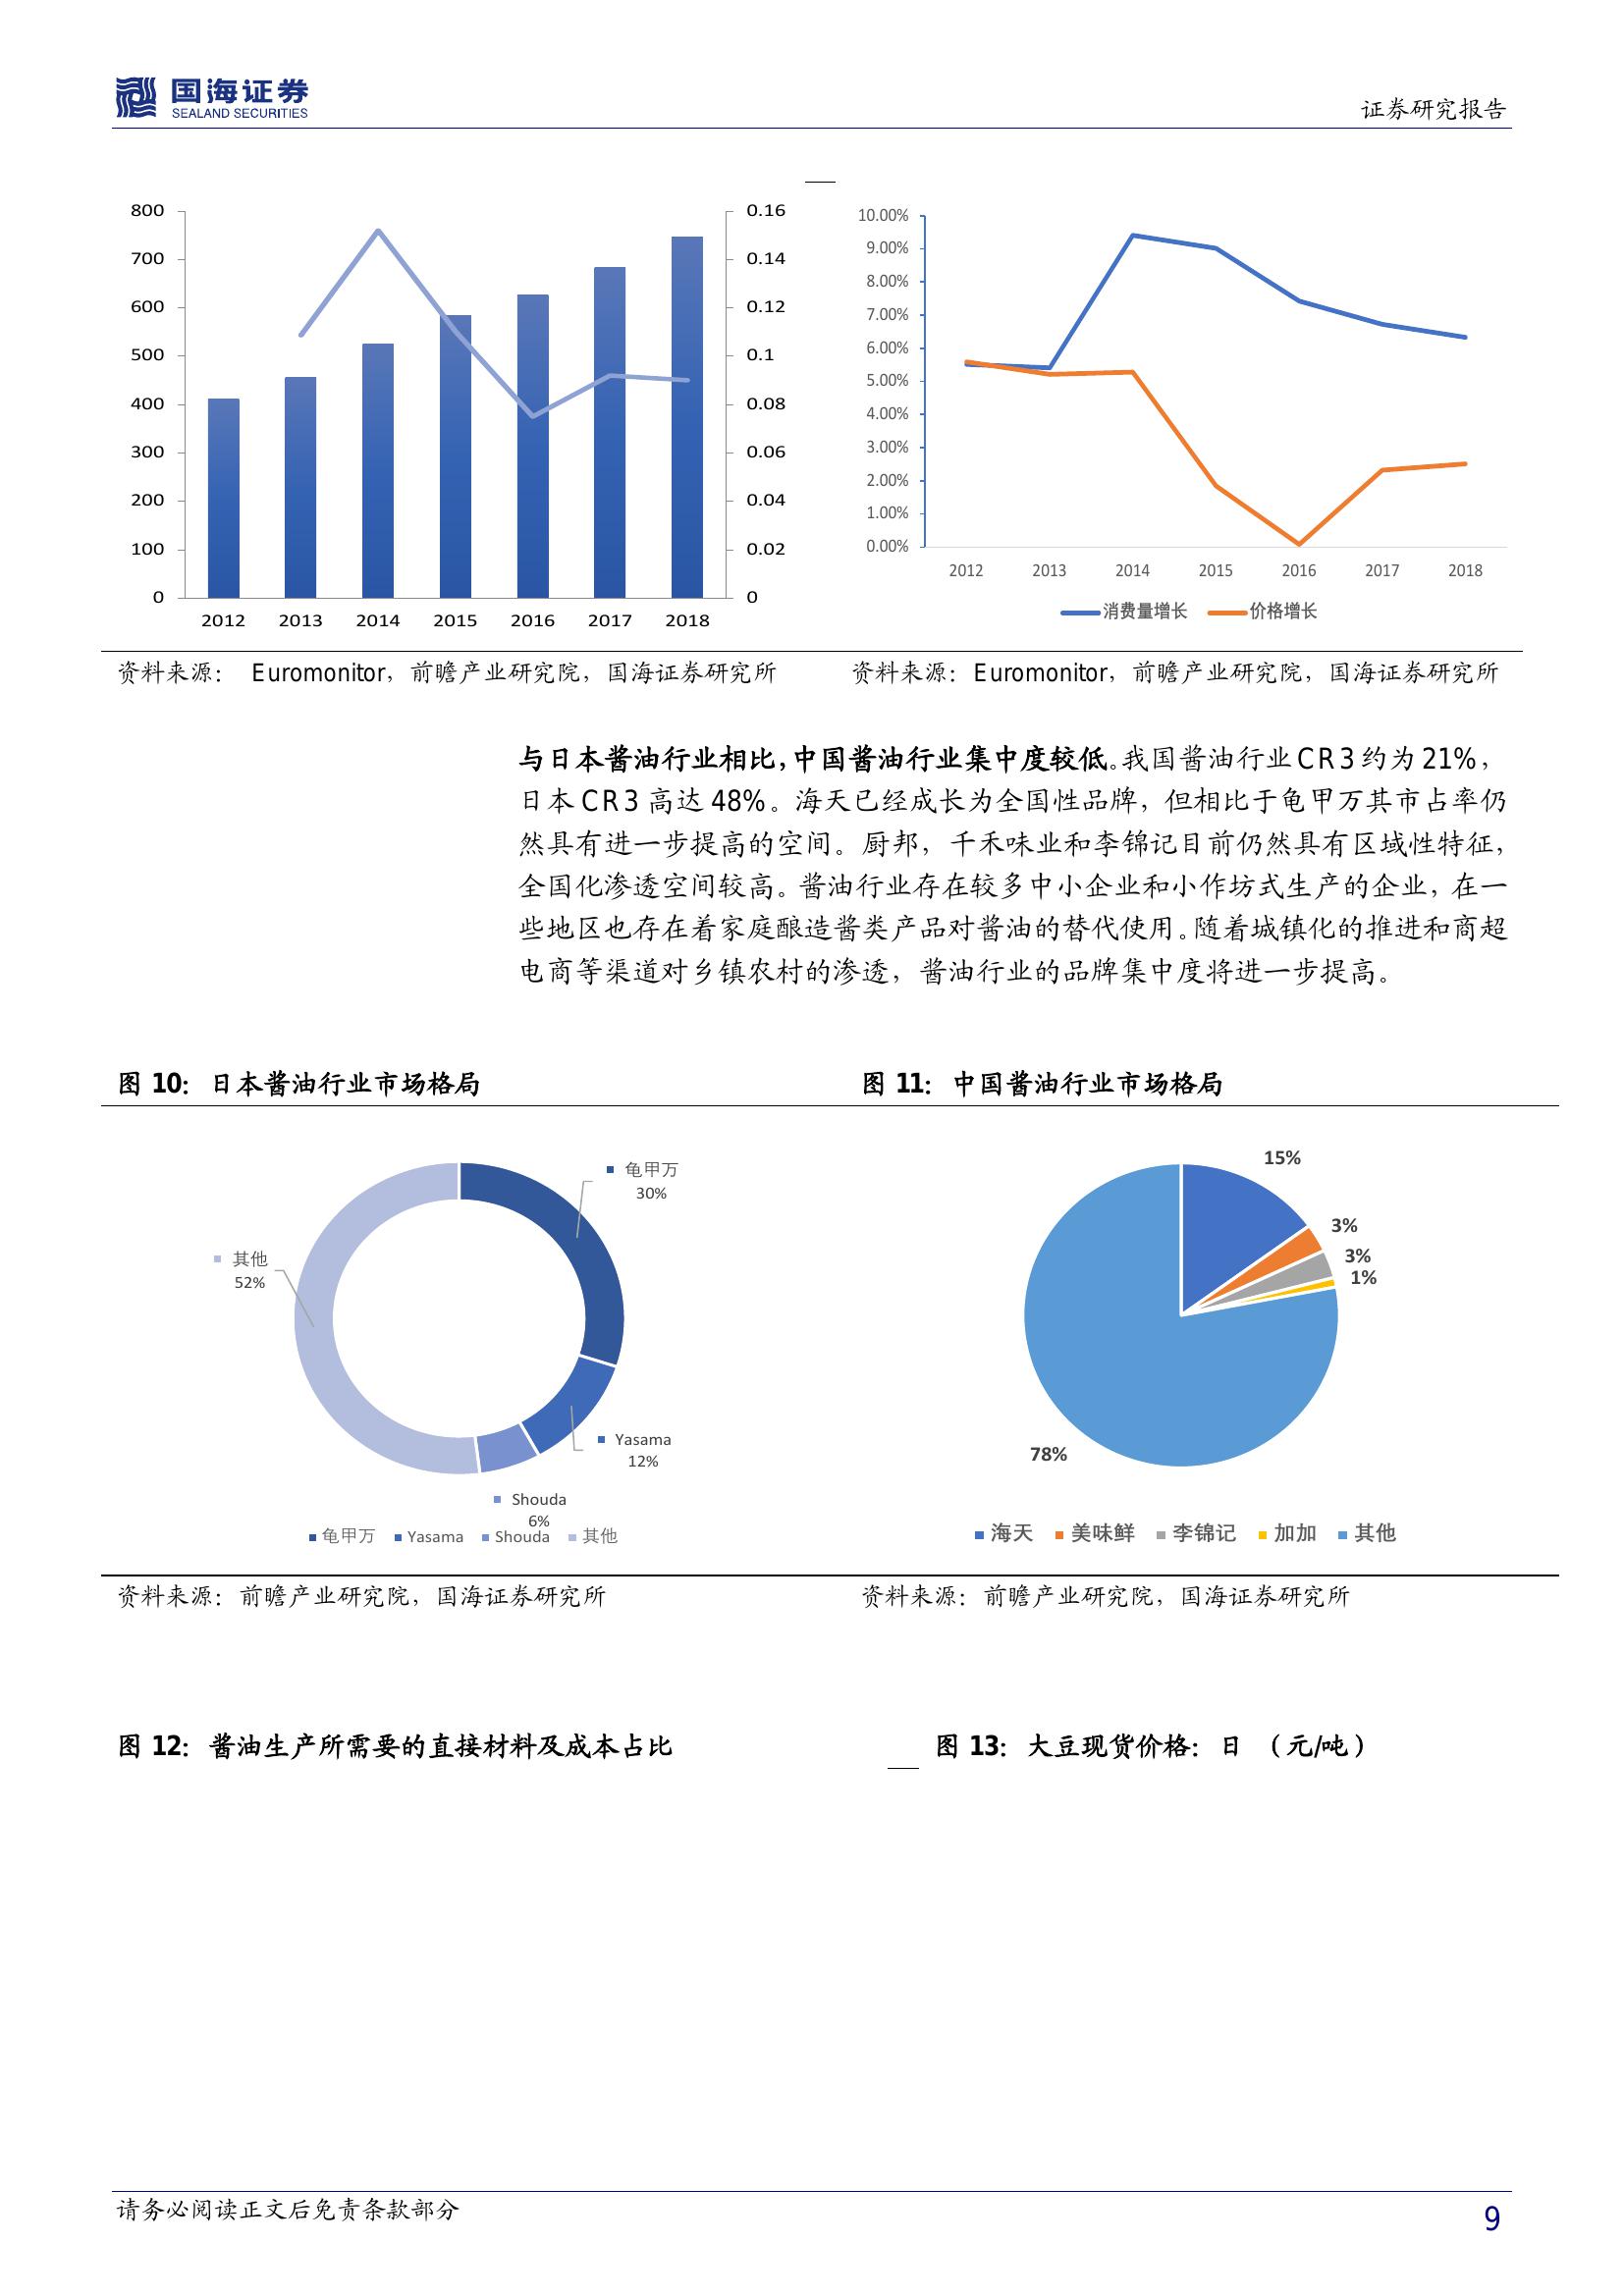 国海证券
SEALAND SECURITIES
证券研究报告
800
700
600
500
400
300
200
100
0
0.16
0.14
0.12
0.1
0.08
0.06
0.04
0.02
0
2012 2013 2014 2015 2016 2017 2018
10.00%
9.00%
8.00%
7.00%
6.00%
5.00%
4.00%
3.00%
2.00%
1.00%
0.00%
2012 2013 2014 2015 2016 2017 2018
消费量增长 价格增长
资料来源： Euromonitor，前瞻产业研究院，国海证券研究所
资料来源：Euromonitor，前瞻产业研究院，国海证券研究所
与日本酱油行业相比，中国酱油行业集中度较低。我国酱油行业 CR3 约为 21%，
日本 CR3 高达 48%。海天已经成长为全国性品牌，但相比于龟甲万其市占率仍
然具有进一步提高的空间。厨邦，千禾味业和李锦记目前仍然具有区域性特征，
全国化渗透空间较高。酱油行业存在较多中小企业和小作坊式生产的企业，在一
些地区也存在着家庭酿造酱类产品对酱油的替代使用。随着城镇化的推进和商超
电商等渠道对乡镇农村的渗透，酱油行业的品牌集中度将进一步提高。
图 10：日本酱油行业市场格局
图 11：中国酱油行业市场格局
龟甲万
30%
其他
52%
Yasama
12%
Shouda
6%
龟甲万 Yasama Shouda 其他
15%
3%
3%
1%
78%
海天 美味鲜 李锦记 加加 其他
资料来源：前瞻产业研究院，国海证券研究所
资料来源：前瞻产业研究院，国海证券研究所
图 12：酱油生产所需要的直接材料及成本占比
图 13：大豆现货价格：日 （元/吨）
请务必阅读正文后免责条款部分
9